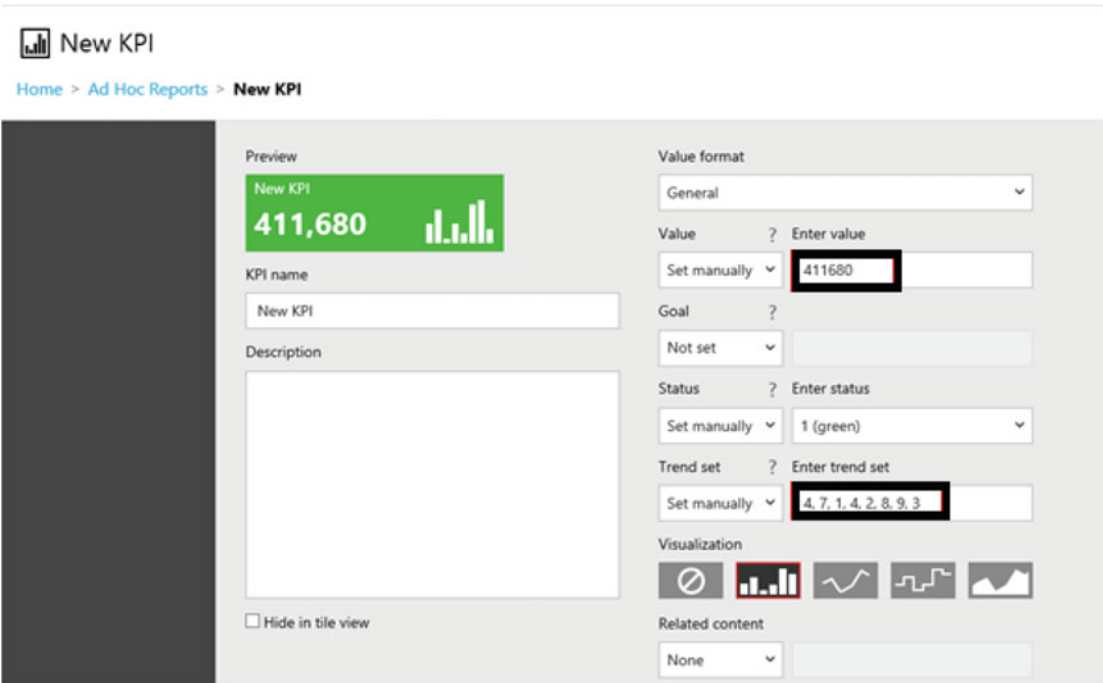 New KPI
Home > Ad Hoc Reports > New KPI
Preview
New KPI
411,680
KPI name
New KPI
Description
Hide in tile view
Value format
General
Value ? Enter value
Set manually 411680
Goal ?
Not set
Status ? Enter status
Set manually 1 (green)
Trend set ? Enter trend set
Set manually 4, 7, 1, 4, 2, 8, 9, 3
Visualization
Related content
None